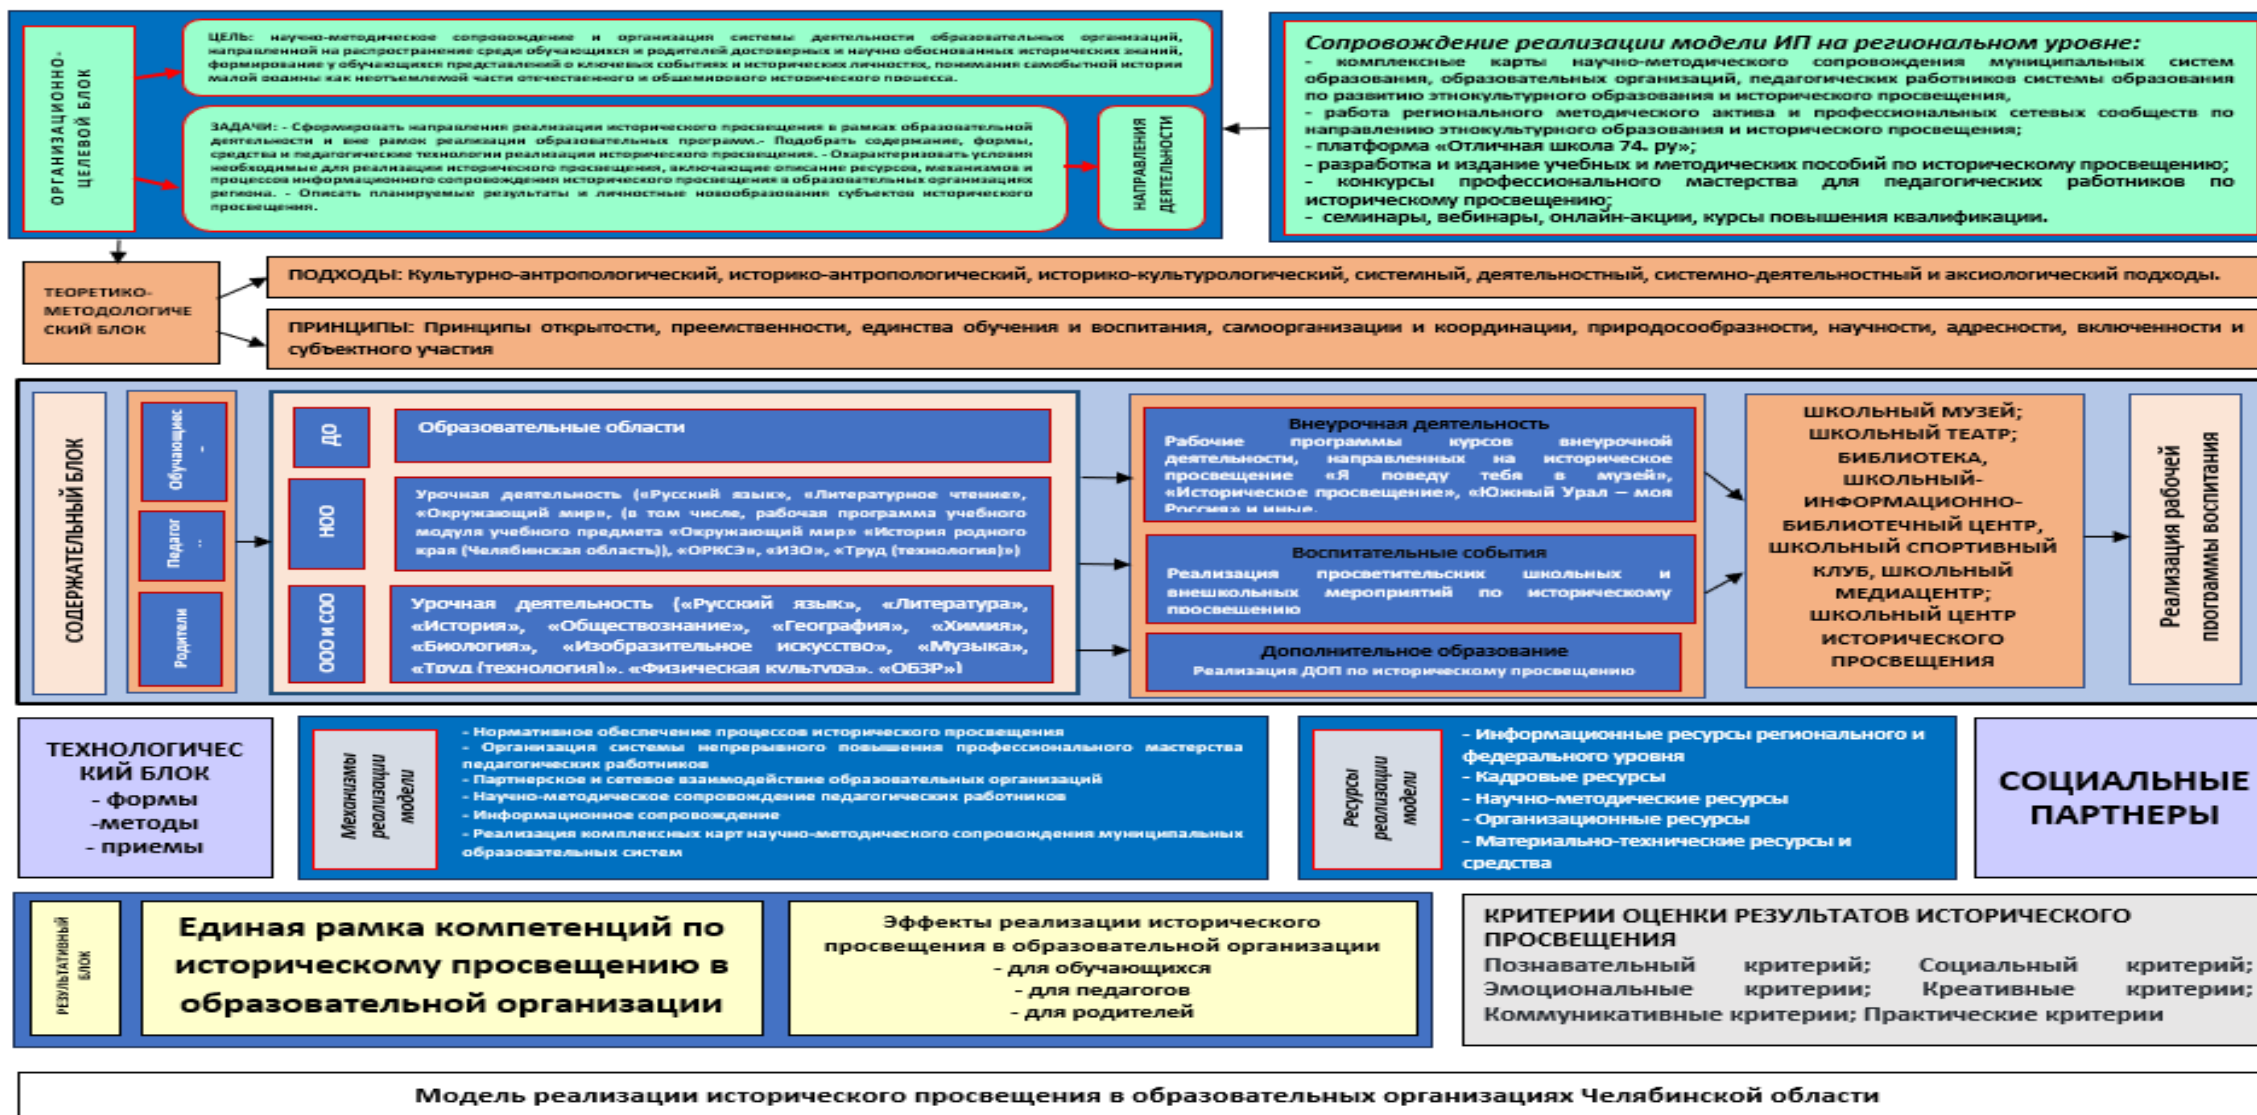 ОРГАНИЗАЦИОННО-
ЦЕЛЕВОЙ БЛОК
ЦЕЛЬ: научно-методическое сопровождение и организация системы деятельности образовательных организаций,
направленной на распространение среди обучающихся и родителей достоверных и научно обоснованных исторических знаний,
формирование у обучающихся представлений о ключевых событиях и исторических личностях, понимания самобытной истории
малой родины как неотъемлемой части отечественного и общемирового исторического процесса.
ЗАДАЧИ: - Сформировать направления реализации исторического просвещения в рамках образовательной
деятельности и вне рамок реализации образовательных программ.- Подобрать содержание, формы,
средства и педагогические технологии реализации исторического просвещения. - Охарактеризовать условия
необходимые для реализации исторического просвещения, включающие описание ресурсов, механизмов и
процессов информационного сопровождения исторического просвещения в образовательных организациях
региона. - Описать планируемые результаты и личностные новообразования субъектов исторического
просвещения.
НАПРАВЛЕНИЯ
ДЕЯТЕЛЬНОСТИ
Сопровождение реализации модели ИП на региональном уровне:
- комплексные карты научно-методического сопровождения муниципальных систем
образования, образовательных организаций, педагогических работников системы образования
по развитию этнокультурного образования и исторического просвещения,
- работа регионального методического актива и профессиональных сетевых сообществ по
направлению этнокультурного образования и исторического просвещения;
- платформа «Отличная школа 74. ру»;
- разработка и издание учебных и методических пособий по историческому просвещению;
- конкурсы профессионального мастерства для педагогических работников по
историческому просвещению;
- семинары, вебинары, онлайн-акции, курсы повышения квалификации.
ТЕОРЕТИКО-
МЕТОДОЛОГИЧЕ
СКИЙ БЛОК
ПОДХОДЫ: Культурно-антропологический, историко-антропологический, историко-культурологический, системный, деятельностный, системно-деятельностный и аксиологический подходы.
ПРИНЦИПЫ: Принципы открытости, преемственности, единства обучения и воспитания, самоорганизации и координации, природосообразности, научности, адресности, включенности и
субъектного участия
СОДЕРЖАТЕЛЬНЫЙ БЛОК
Обучающиес
Педагог
Родители
ДО
Образовательные области
НОО
Урочная деятельность («Русский язык», «Литературное чтение»,
«Окружающий мир», (в том числе, рабочая программа учебного
модуля учебного предмета «Окружающий мир» «История родного
края (Челябинская область)), «ОРКСЭ», «ИЗО», «Труд (технология)»)
ООО и СОО
Урочная деятельность («Русский язык», «Литература»,
«История», «Обществознание», «География», «Химия»,
«Биология», «Изобразительное искусство», «Музыка»,
«Труд (технология)», «Физическая культура», «ОБЗР»)
Внеурочная деятельность
Рабочие программы курсов внеурочной
деятельности, направленных на историческое
просвещение «Я поведу тебя в музей»,
«Историческое просвещение», «Южный Урал – моя
Россия» и иные.
Воспитательные события
Реализация просветительских школьных и
внешкольных мероприятий по историческому
просвещению
Дополнительное образование
Реализация ДОП по историческому просвещению
ШКОЛЬНЫЙ МУЗЕЙ;
ШКОЛЬНЫЙ ТЕАТР;
БИБЛИОТЕКА,
ШКОЛЬНЫЙ-
ИНФОРМАЦИОННО-
БИБЛИОТЕЧНЫЙ ЦЕНТР,
ШКОЛЬНЫЙ СПОРТИВНЫЙ
КЛУБ, ШКОЛЬНЫЙ
МЕДИАЦЕНТР;
ШКОЛЬНЫЙ ЦЕНТР
ИСТОРИЧЕСКОГО
ПРОСВЕЩЕНИЯ
Реализация рабочей
программы воспитания
ТЕХНОЛОГИЧЕС
КИЙ БЛОК
- формы
-методы
- приемы
Механизмы
реализации
модели
- Нормативное обеспечение процессов исторического просвещения
- Организация системы непрерывного повышения профессионального мастерства
педагогических работников
- Партнерское и сетевое взаимодействие образовательных организаций
- Научно-методическое сопровождение педагогических работников
- Информационное сопровождение
- Реализация комплексных карт научно-методического сопровождения муниципальных
образовательных систем
Ресурсы
реализации
модели
- Информационные ресурсы регионального и
федерального уровня
- Кадровые ресурсы
- Научно-методические ресурсы
- Организационные ресурсы
- Материально-технические ресурсы и
средства
СОЦИАЛЬНЫЕ
ПАРТНЕРЫ
РЕЗУЛЬТАТИВНЫЙ
БЛОК
Единая рамка компетенций по
историческому просвещению в
образовательной организации
Эффекты реализации исторического
просвещения в образовательной организации
- для обучающихся
- для педагогов
- для родителей
КРИТЕРИИ ОЦЕНКИ РЕЗУЛЬТАТОВ ИСТОРИЧЕСКОГО
ПРОСВЕЩЕНИЯ
Познавательный критерий; Социальный критерий;
Эмоциональные критерии; Креативные критерии;
Коммуникативные критерии; Практические критерии
Модель реализации исторического просвещения в образовательных организациях Челябинской области